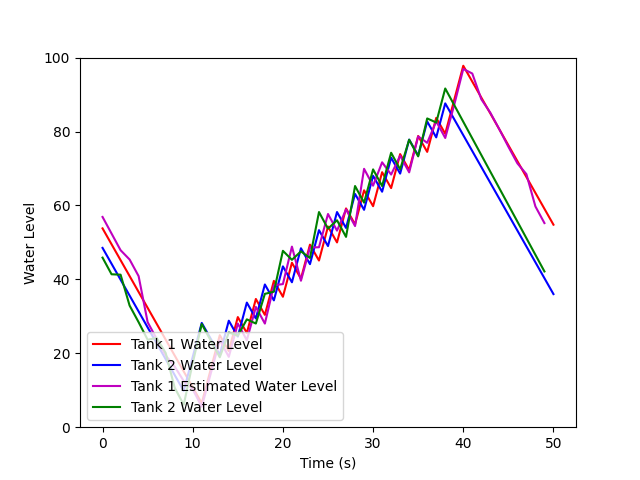 100
80
60
40
20
0
Water Level
Tank 1 Water Level
Tank 2 Water Level
Tank 1 Estimated Water Level
Tank 2 Water Level
0 10 20 30 40 50
Time (s)